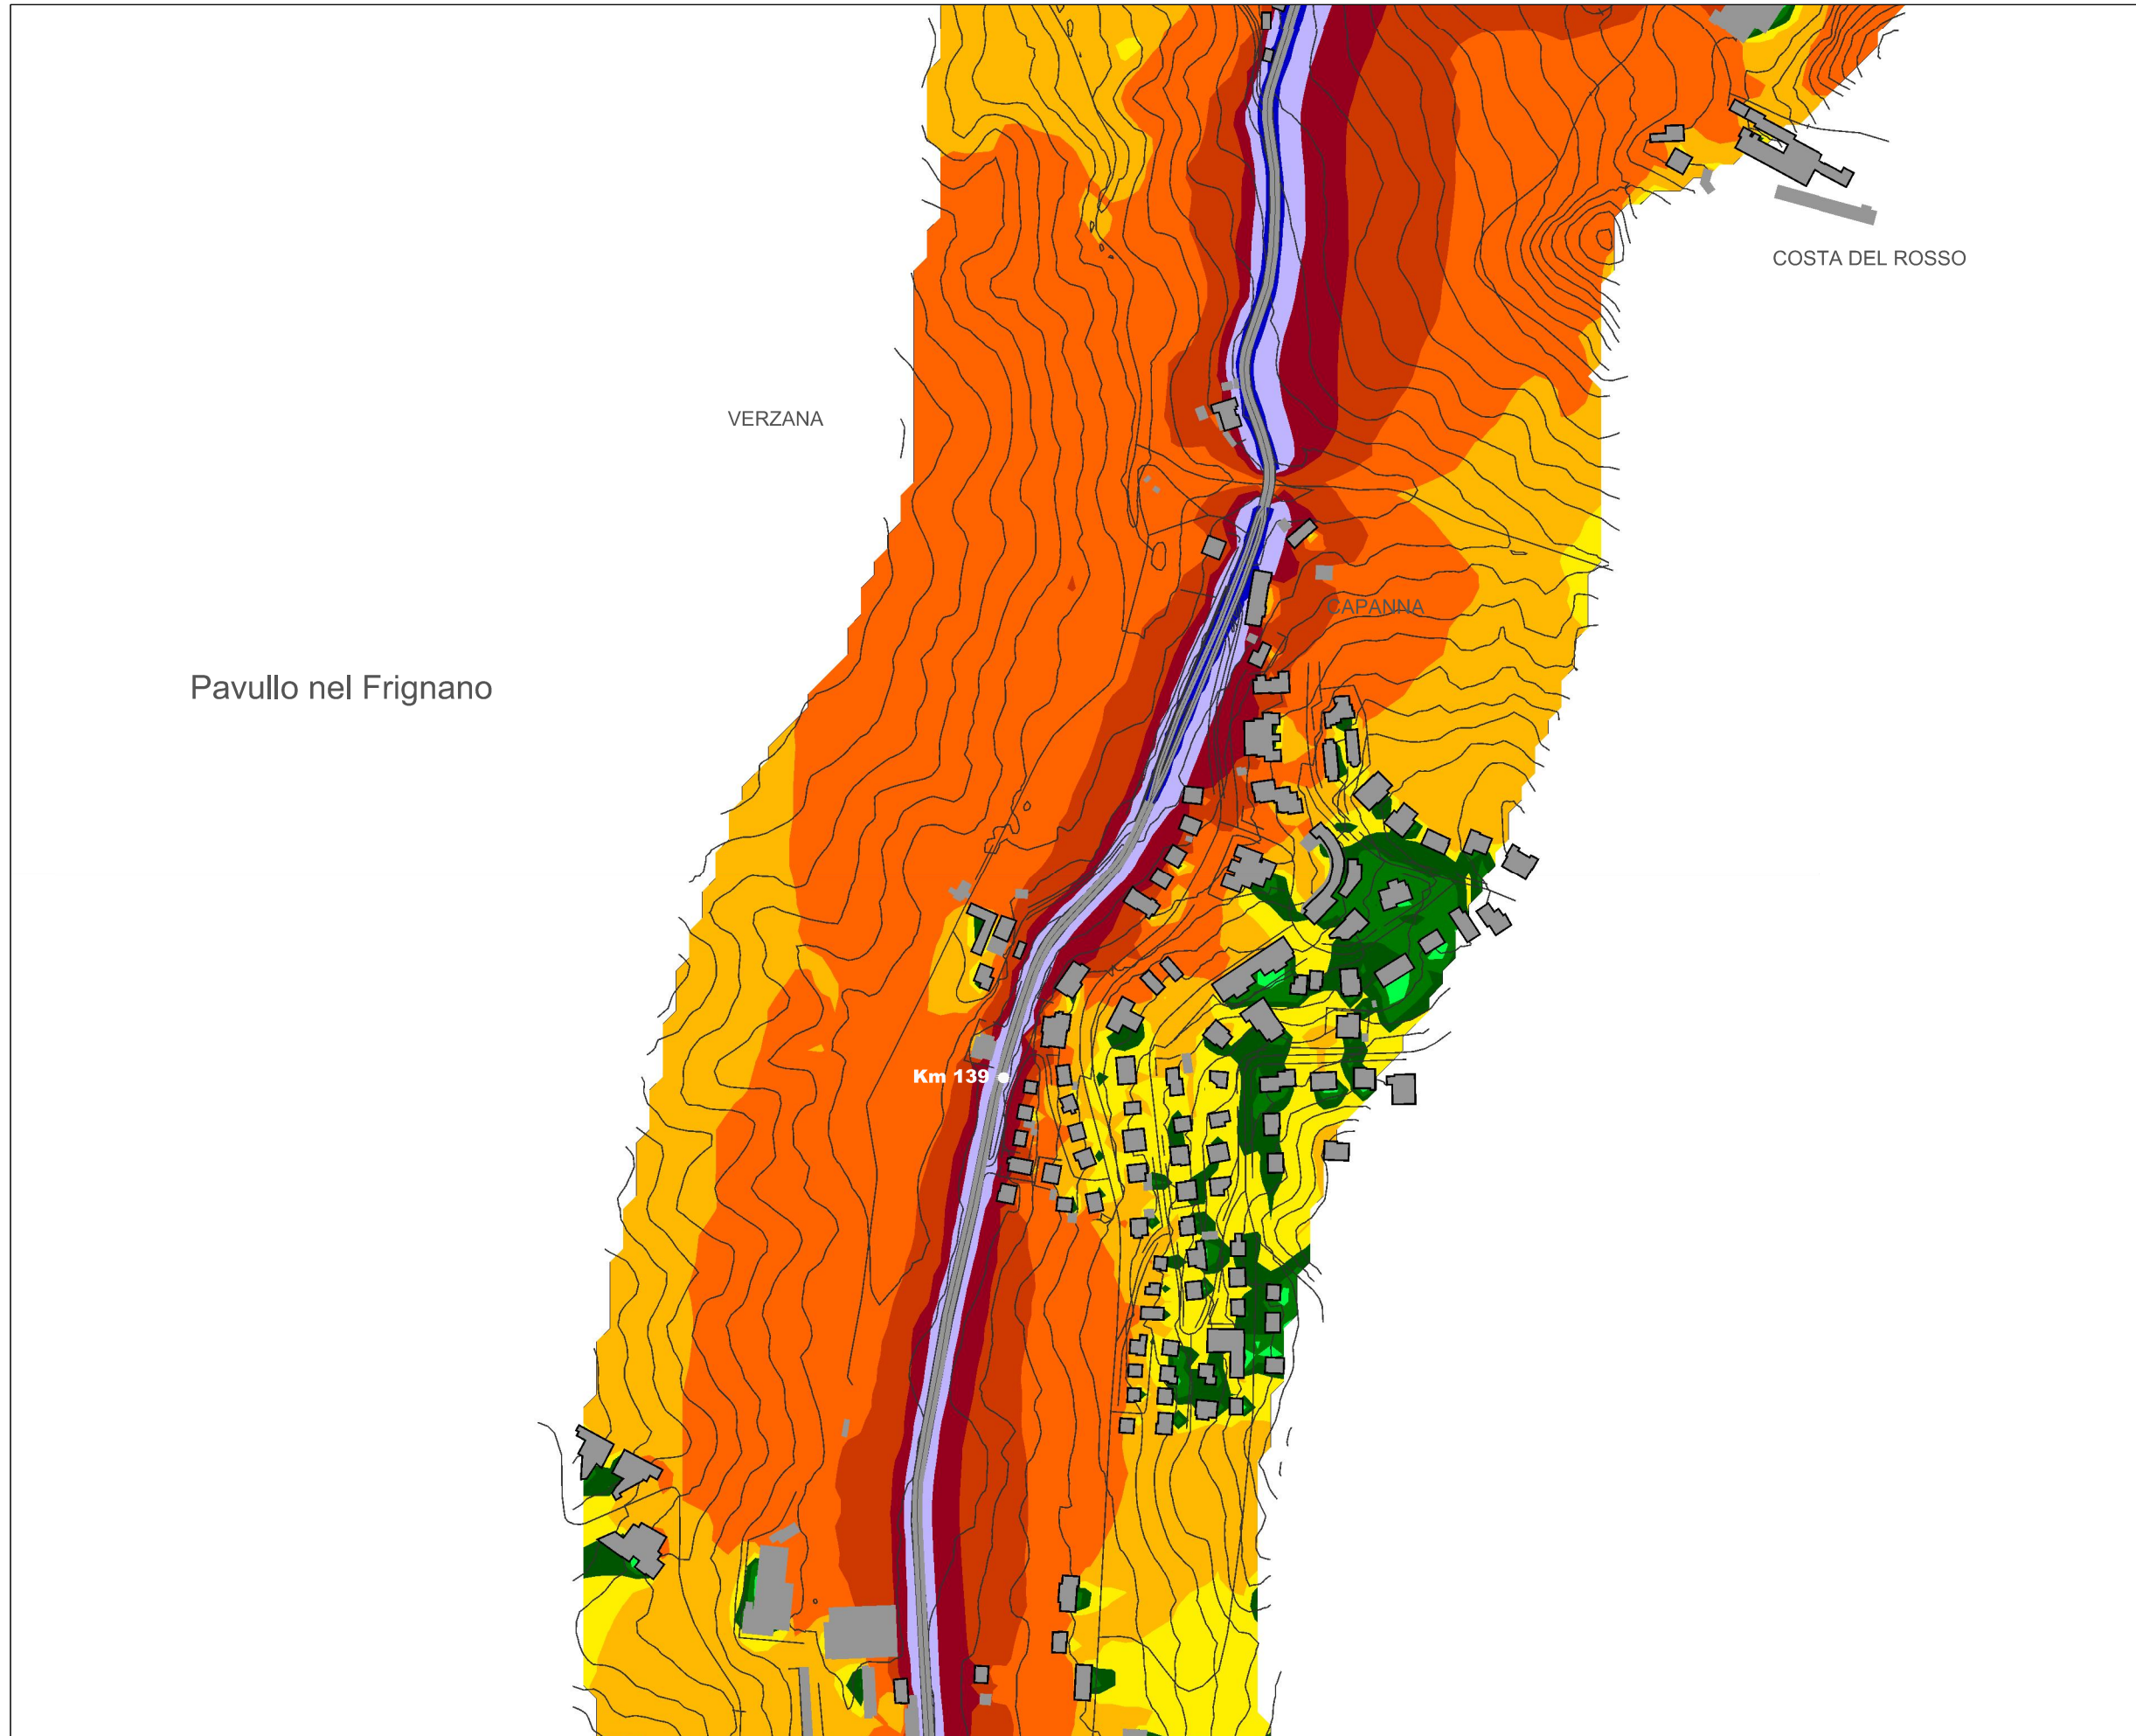 COSTA DEL ROSSO
VERZANA
CAPANNA
Pavullo nel Frignano
Km 139